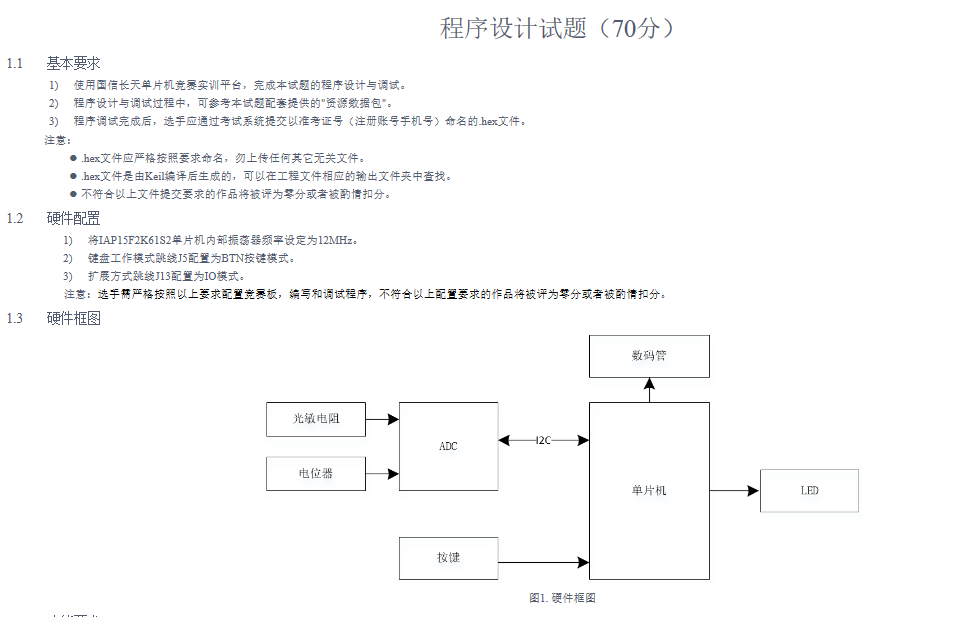 程序设计试题（70分）
1.1 基本要求
1) 使用国信长天单片机竞赛实训平台，完成本试题的程序设计与调试。
2) 程序设计与调试过程中，可参考本试题配套提供的"资源数据包"。
3) 程序调试完成后，选手应通过考试系统提交以准考证号（注册账号手机号）命名的.hex文件。
注意：
● .hex文件应严格按照要求命名，勿上传任何其它无关文件。
● .hex文件是由Keil编译后生成的，可以在工程文件相应的输出文件夹中查找。
● 不符合以上文件提交要求的作品将被评为零分或者被酌情扣分。
1.2 硬件配置
1) 将IAP15F2K61S2单片机内部振荡器频率设定为12MHz。
2) 键盘工作模式跳线J5配置为BTN按键模式。
3) 扩展方式跳线J13配置为IO模式。
注意：选手需严格按照以上要求配置竞赛板，编写和调试程序，不符合以上配置要求的作品将被评为零分或者被酌情扣分。
1.3 硬件框图
数码管
光敏电阻
ADC
I2C
电位器
单片机
LED
按键
图1. 硬件框图